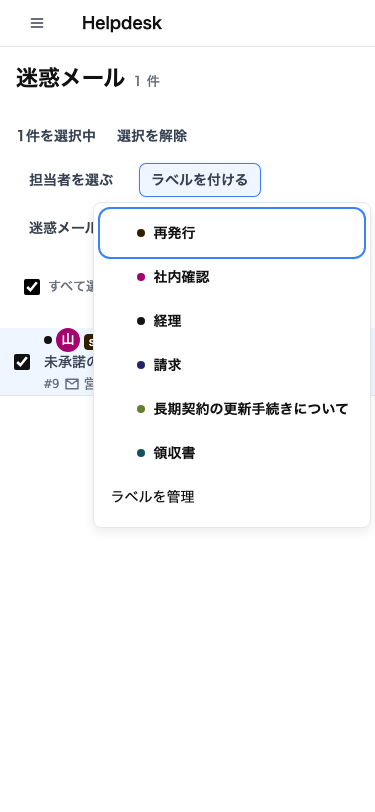 Helpdesk
迷惑メール 1 件
1件を選択中 選択を解除
担当者を選ぶ ラベルを付ける
迷惑メール
すべて
再発行
社内確認
経理
請求
長期契約の更新手続きについて
領収書
ラベルを管理
山
未承諾の
#9 営